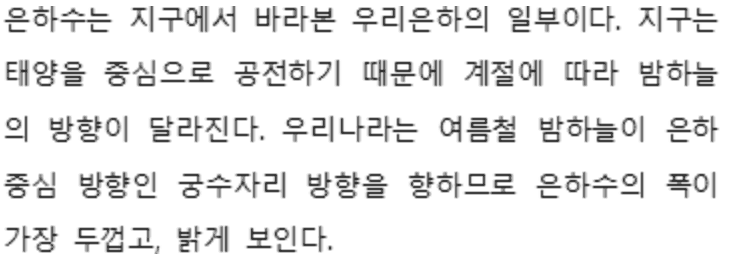 은하수는 지구에서 바라본 우리은하의 일부이다. 지구는
태양을 중심으로 공전하기 때문에 계절에 따라 밤하늘
의 방향이 달라진다. 우리나라는 여름철 밤하늘이 은하
중심 방향인 궁수자리 방향을 향하므로 은하수의 폭이
가장 두껍고, 밝게 보인다.